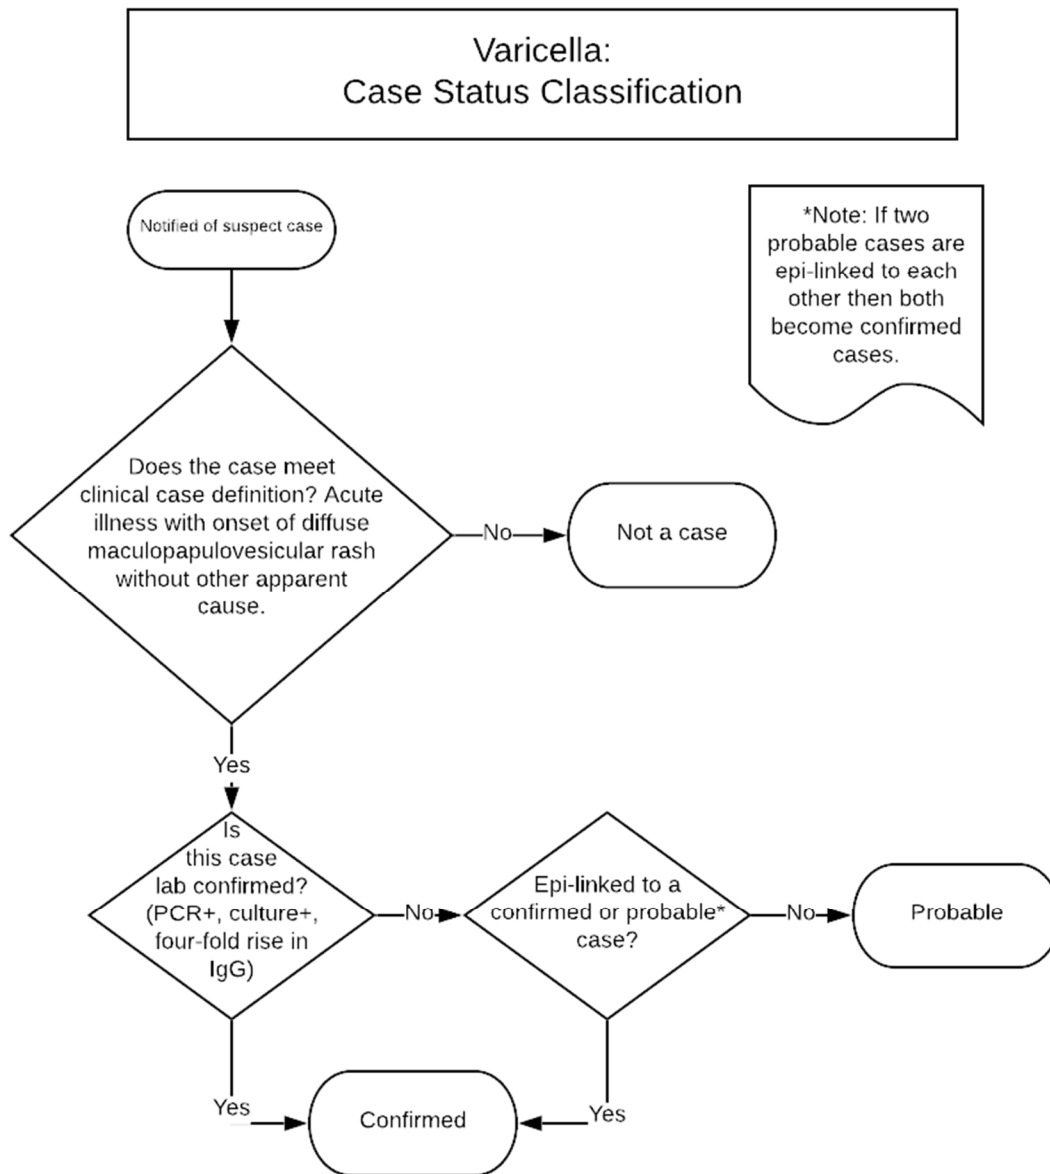 Varicella:
Case Status Classification
Notified of suspect case
*Note: If two
probable cases are
epi-linked to each
other then both
become confirmed
cases.
Does the case meet
clinical case definition? Acute
illness with onset of diffuse
maculopapulovesicular rash
without other apparent
cause.
No
Not a case
Yes
Is
this case
lab confirmed?
(PCR+, culture+,
four-fold rise in
IgG)
No
Epi-linked to a
confirmed or probable*
case?
No
Probable
Yes
Confirmed
Yes